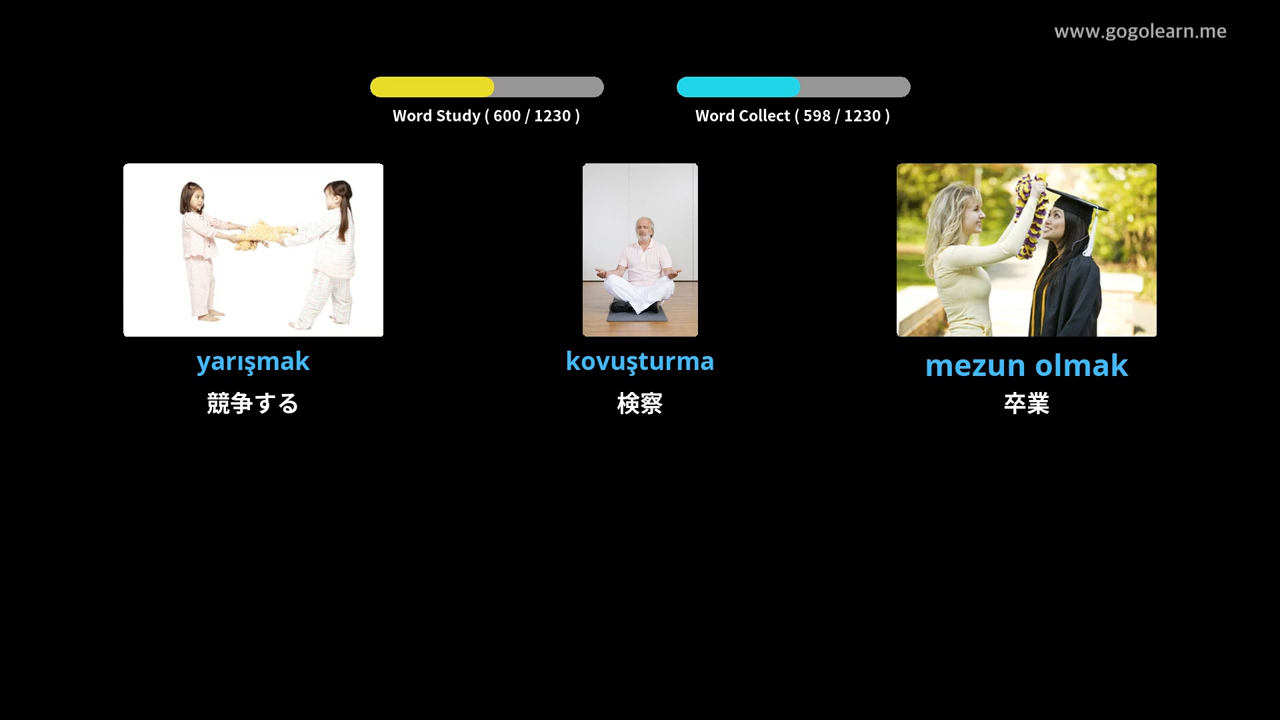 www.gogolearn.me
Word Study ( 600 / 1230 )
Word Collect ( 598 / 1230 )
yarışmak
競争する
kovuşturma
検察
mezun olmak
卒業